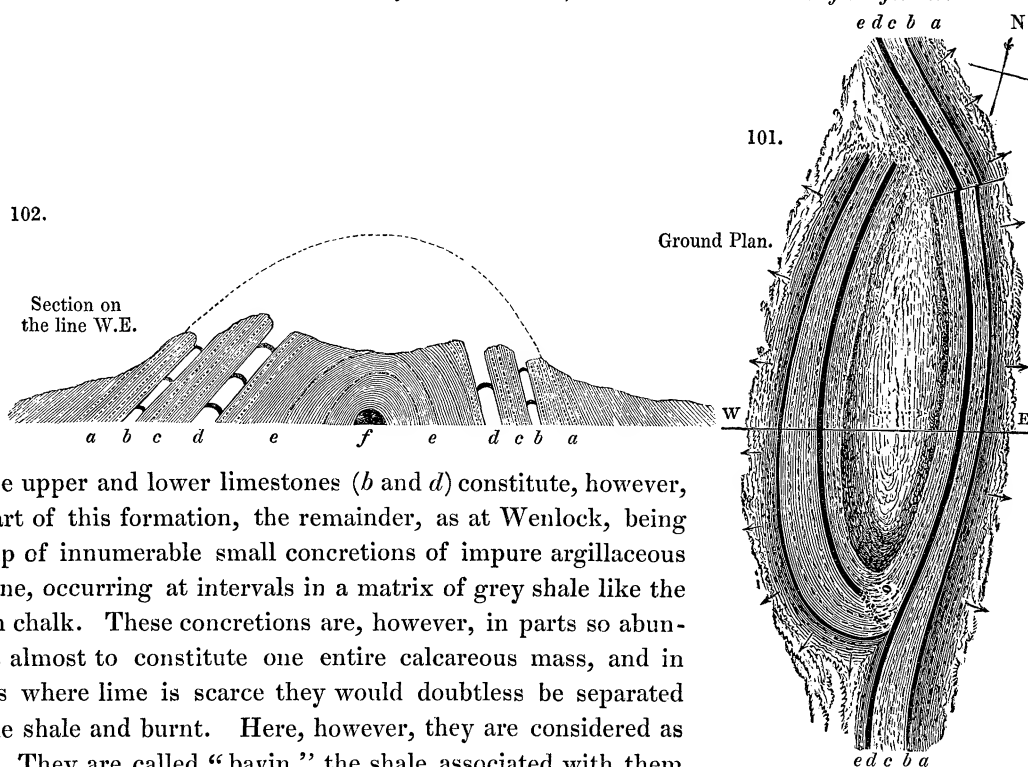 e d c b a
N
101.
102.
Ground Plan.
Section on
the line W.E.
W
E
a b c d e f e d c b a
e upper and lower limestones (b and d) constitute, however,
art of this formation, the remainder, as at Wenlock, being
p of innumerable small concretions of impure argillaceous
ne, occurring at intervals in a matrix of grey shale like the
n chalk. These concretions are, however, in parts so abun-
almost to constitute one entire calcareous mass, and in
s where lime is scarce they would doubtless be separated
e shale and burnt. Here, however, they are considered as
They are called “bavin,” the shale associated with them
e d c b a